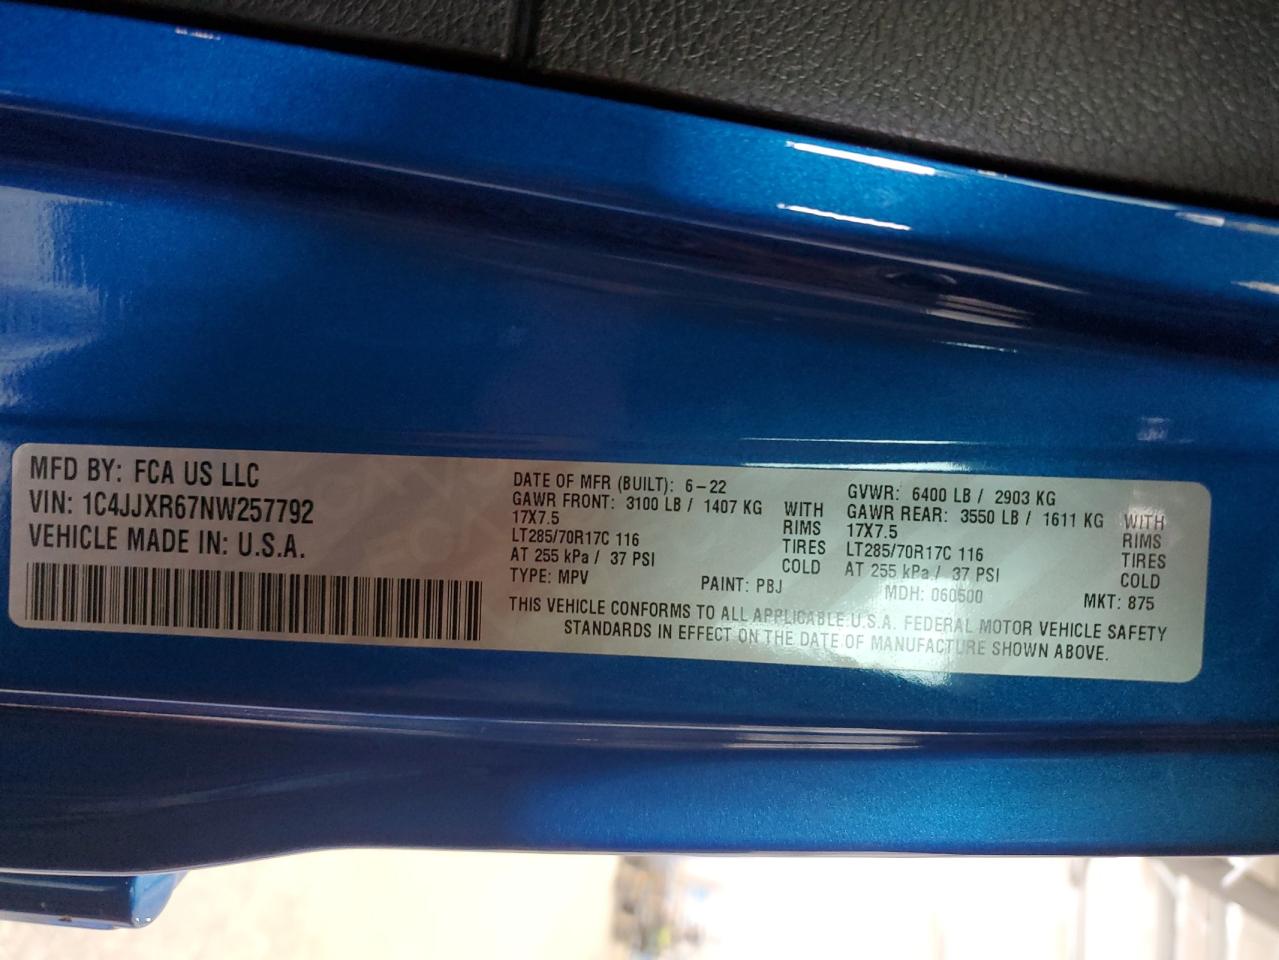 MFD BY: FCA US LLC
VIN: 1C4JJXR67NW257792
VEHICLE MADE IN: U.S.A.
DATE OF MFR (BUILT): 6-22
GAWR FRONT: 3100 LB / 1407 KG WITH
17X7.5 RIMS
LT285/70R17C 116 TIRES
AT 255 kPa / 37 PSI COLD
TYPE: MPV PAINT: PBJ
GVWR: 6400 LB / 2903 KG
GAWR REAR: 3550 LB / 1611 KG WITH
17X7.5 RIMS
LT285/70R17C 116 TIRES
AT 255 kPa / 37 PSI COLD
MDH: 060500 MKT: 875
THIS VEHICLE CONFORMS TO ALL APPLICABLE U.S.A. FEDERAL MOTOR VEHICLE SAFETY
STANDARDS IN EFFECT ON THE DATE OF MANUFACTURE SHOWN ABOVE.